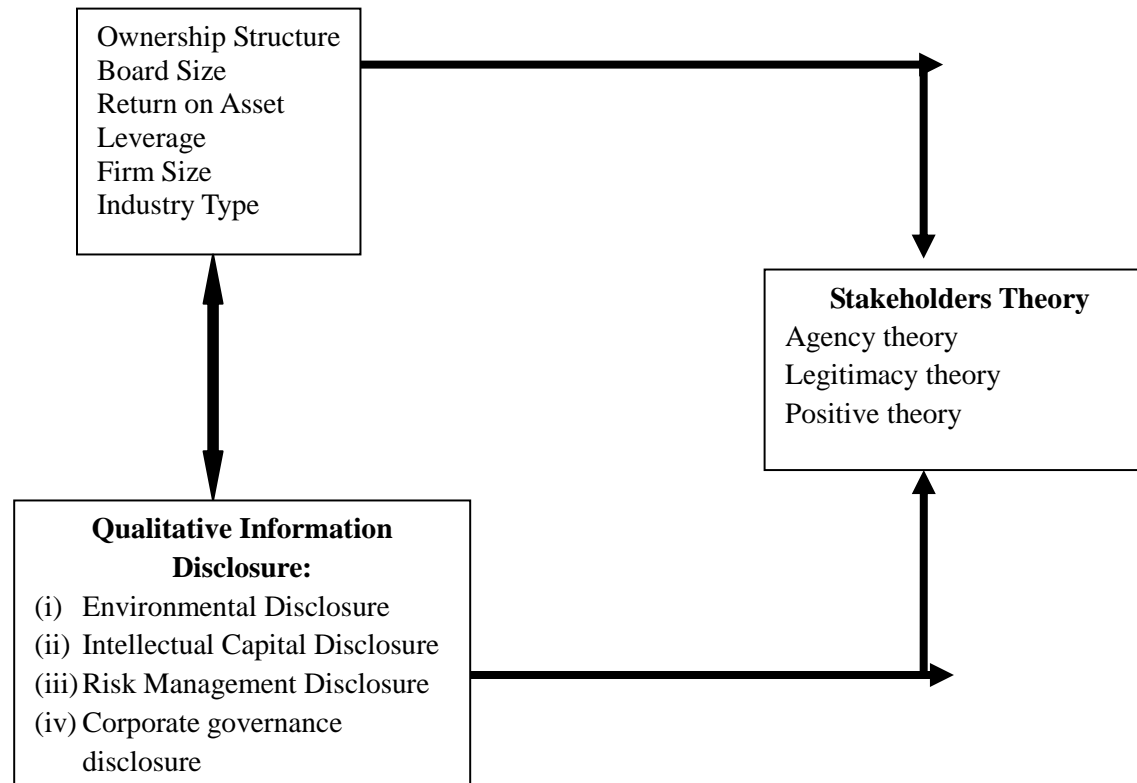 Ownership Structure
Board Size
Return on Asset
Leverage
Firm Size
Industry Type
Stakeholders Theory
Agency theory
Legitimacy theory
Positive theory
Qualitative Information
Disclosure:
(i) Environmental Disclosure
(ii) Intellectual Capital Disclosure
(iii) Risk Management Disclosure
(iv) Corporate governance
disclosure